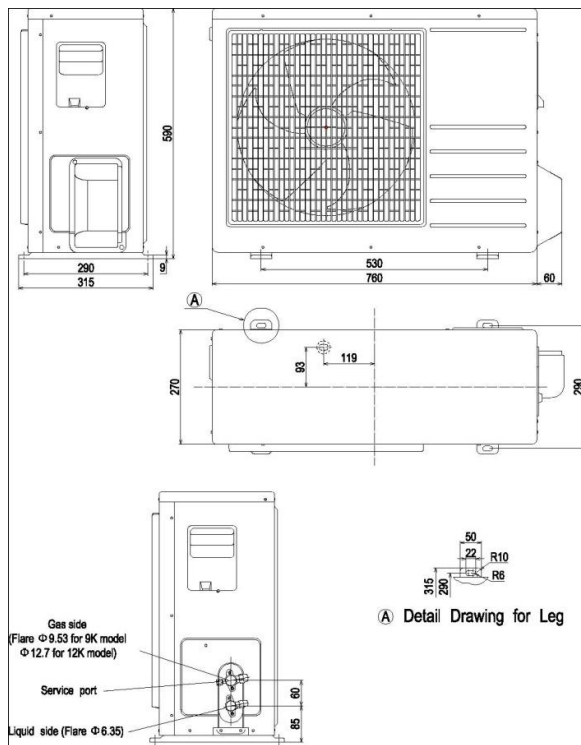 590
290
315
9
530
760
60
A
119
93
270
290
50
22
R10
R6
315
290
A Detail Drawing for Leg
Gas side
(Flare Φ9.53 for 9K model
Φ12.7 for 12K model)
Service port
Liquid side (Flare Φ6.35)
60
85